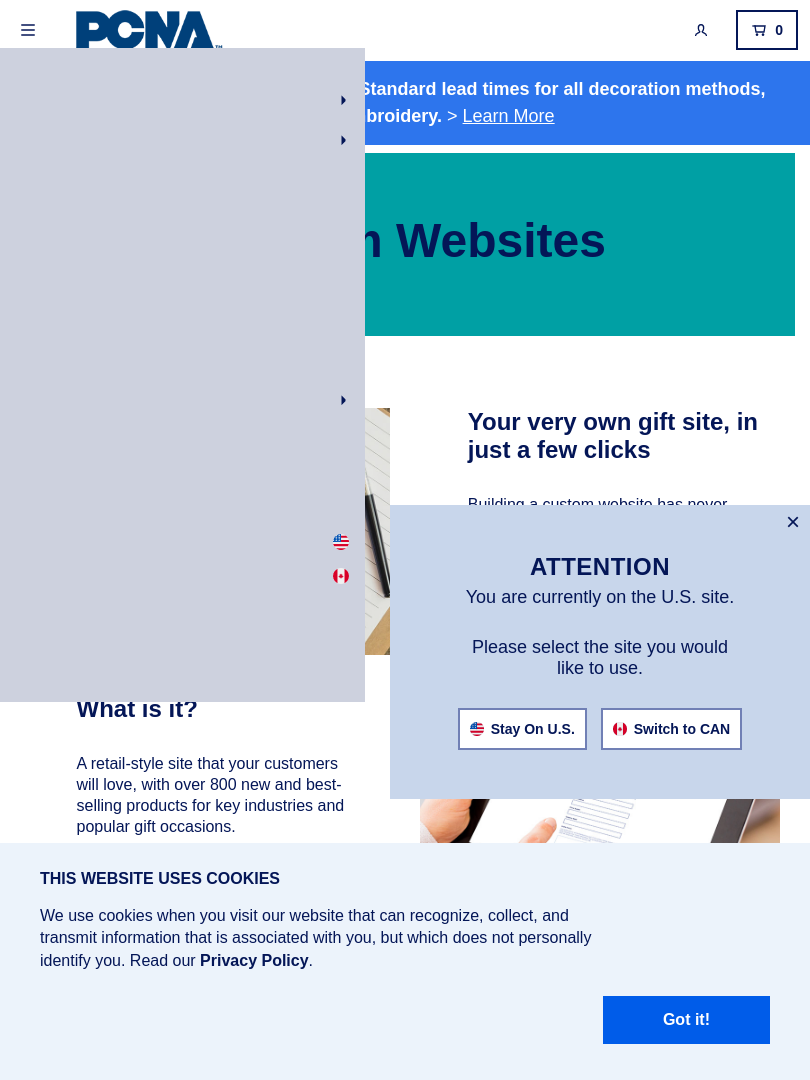 PCNA™
0
Standard lead times for all decoration methods,
broidery. > Learn More
n Websites
Your very own gift site, in
just a few clicks
Building a custom website has never
×
ATTENTION
You are currently on the U.S. site.
Please select the site you would
like to use.
Stay On U.S.
Switch to CAN
What is it?
A retail-style site that your customers
will love, with over 800 new and best-
selling products for key industries and
popular gift occasions.
THIS WEBSITE USES COOKIES
We use cookies when you visit our website that can recognize, collect, and
transmit information that is associated with you, but which does not personally
identify you. Read our Privacy Policy.
Got it!